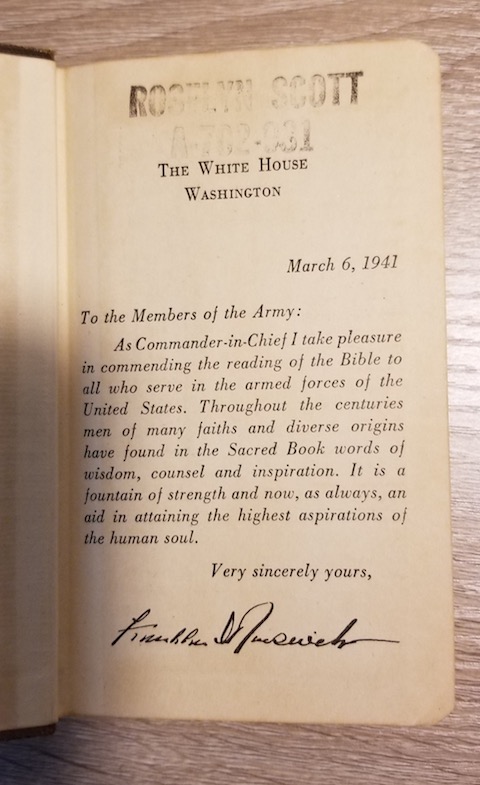 ROSELYN SCOTT
A-702-931
THE WHITE HOUSE
WASHINGTON
March 6, 1941
To the Members of the Army:
As Commander-in-Chief I take pleasure
in commending the reading of the Bible to
all who serve in the armed forces of the
United States. Throughout the centuries
men of many faiths and diverse origins
have found in the Sacred Book words of
wisdom, counsel and inspiration. It is a
fountain of strength and now, as always, an
aid in attaining the highest aspirations of
the human soul.
Very sincerely yours,
Franklin D Roosevelt